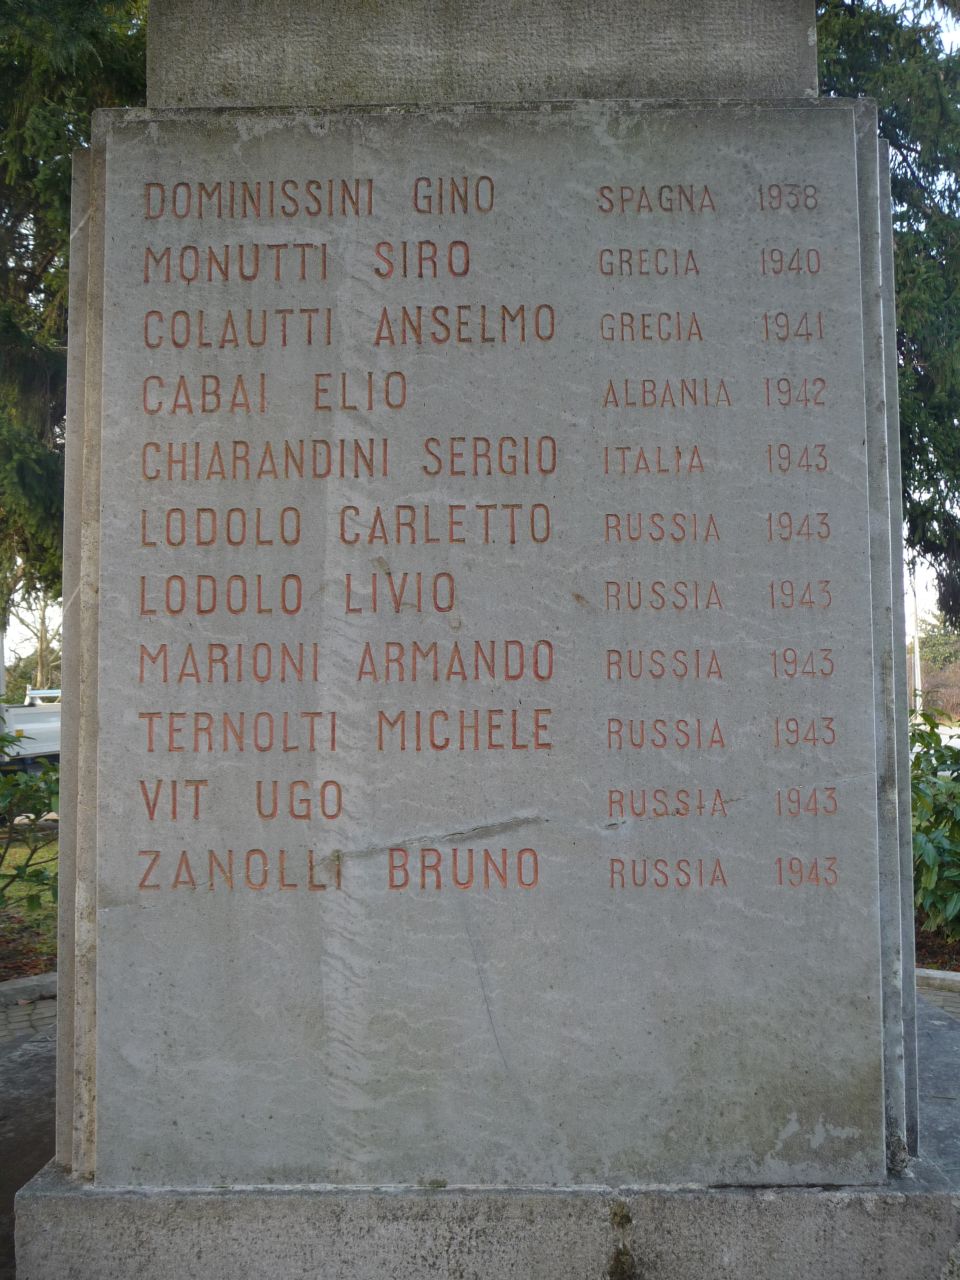 DOMINISSINI GINO SPAGNA 1938
MONUTTI SIRO GRECIA 1940
COLAUTTI ANSELMO GRECIA 1941
CABAI ELIO ALBANIA 1942
CHIARANDINI SERGIO ITALIA 1943
LODOLO CARLETTO RUSSIA 1943
LODOLO LIVIO RUSSIA 1943
MARIONI ARMANDO RUSSIA 1943
TERNOLTI MICHELE RUSSIA 1943
VIT UGO RUSSIA 1943
ZANOLLI BRUNO RUSSIA 1943